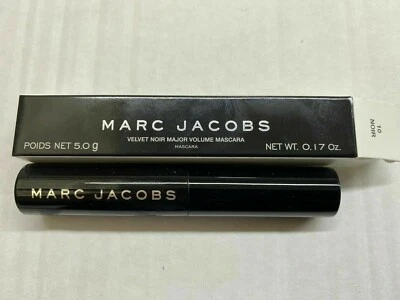 MARC JACOBS
VELVET NOIR MAJOR VOLUME MASCARA
MASCARA
POIDS NET 5.0 g
NET WT. 0.17 Oz.
10
NOIR
MARC JACOBS